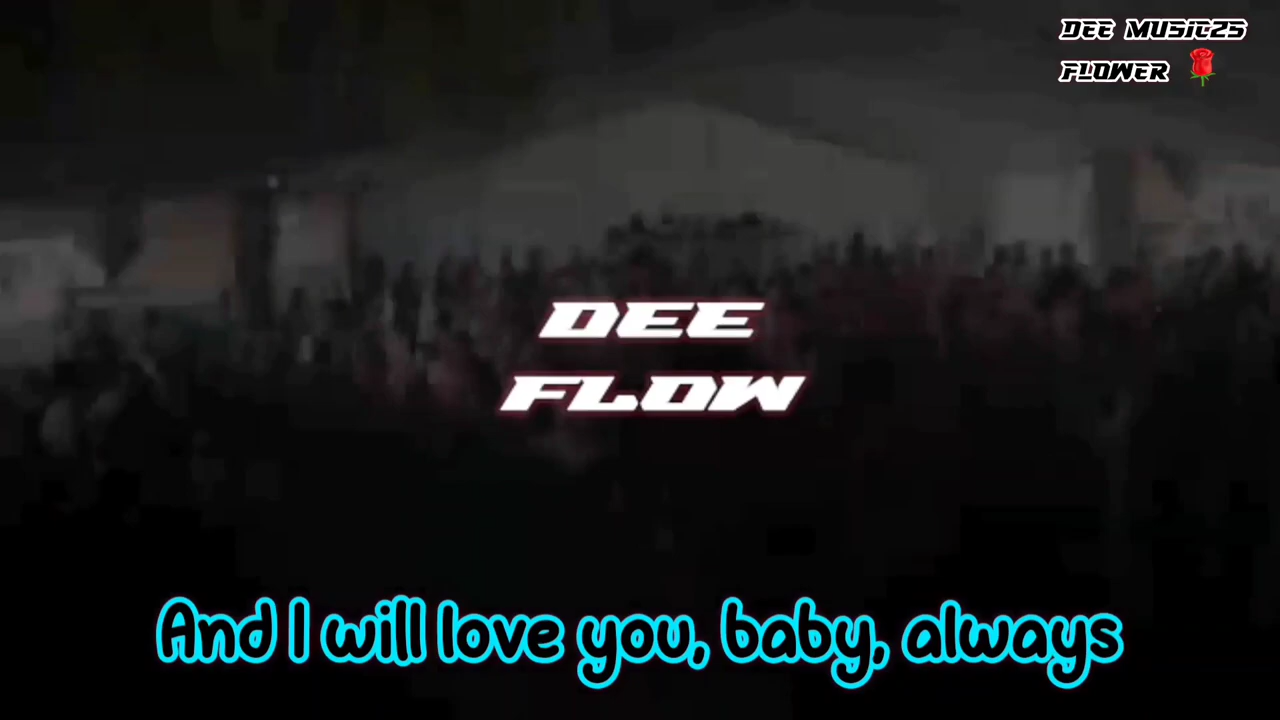 DEE MUSIC25
FLOWER 🌹
DEE
FLOW
And I will love you, baby, always